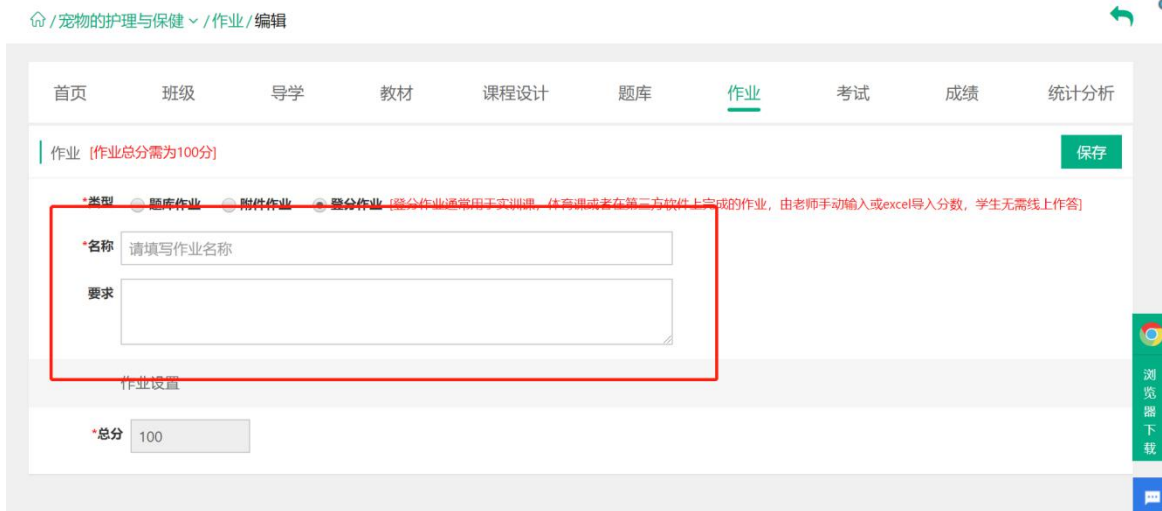 /宠物的护理与保健 / 作业/编辑
首页 班级 导学 教材 课程设计 题库 作业 考试 成绩 统计分析
作业 [作业总分需为100分] 保存
*类型 题库作业 附件作业 登分作业 [登分作业通常用于实训课，体育课或者在第三方软件上完成的作业，由老师手动输入或excel导入分数，学生无需线上作答]
*名称 请填写作业名称
要求
作业设置
*总分 100
浏览器下载